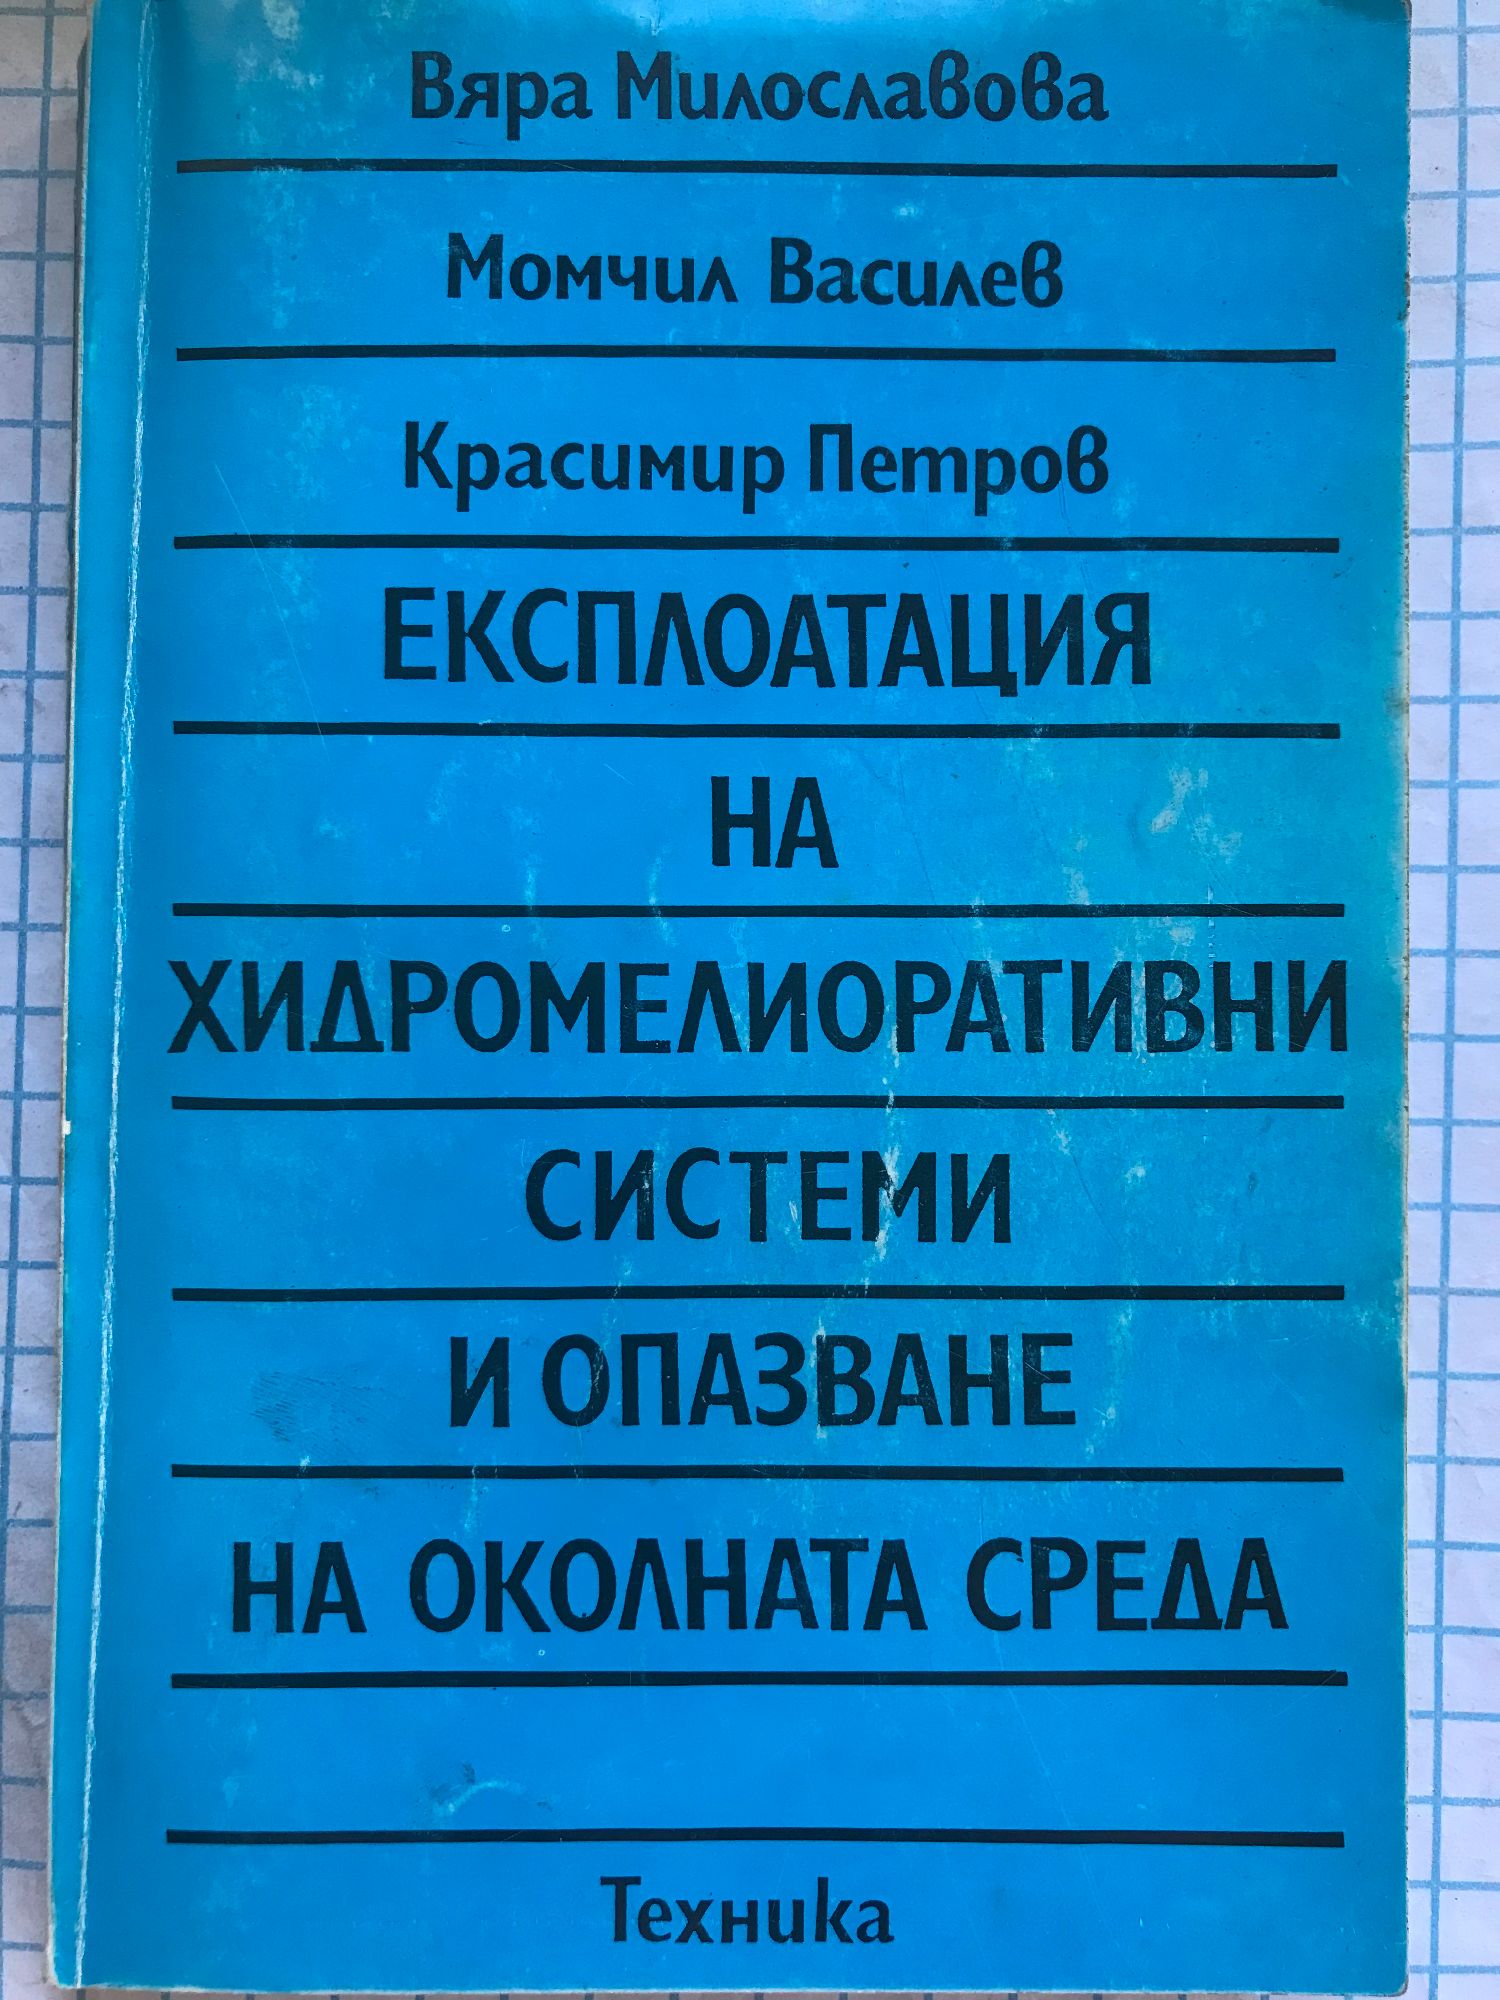 Вяра Милославова
Момчил Василев
Красимир Петров
ЕКСПЛОАТАЦИЯ
НА
ХИДРОМЕЛИОРАТИВНИ
СИСТЕМИ
И ОПАЗВАНЕ
НА ОКОЛНАТА СРЕДА
Техника